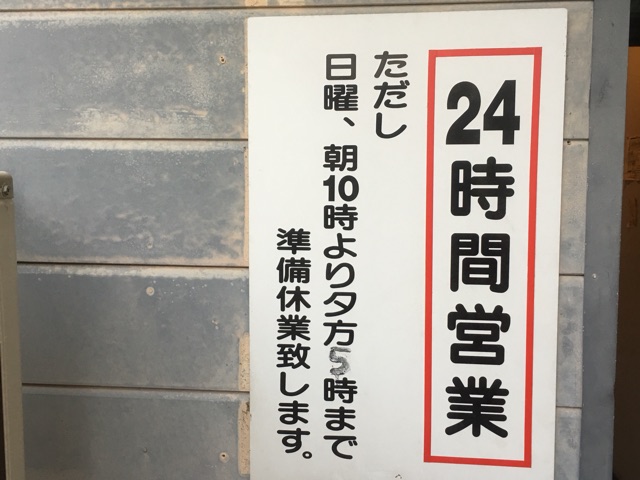 24時間営業
ただし
日曜、朝10時より夕方5時まで
準備休業致します。